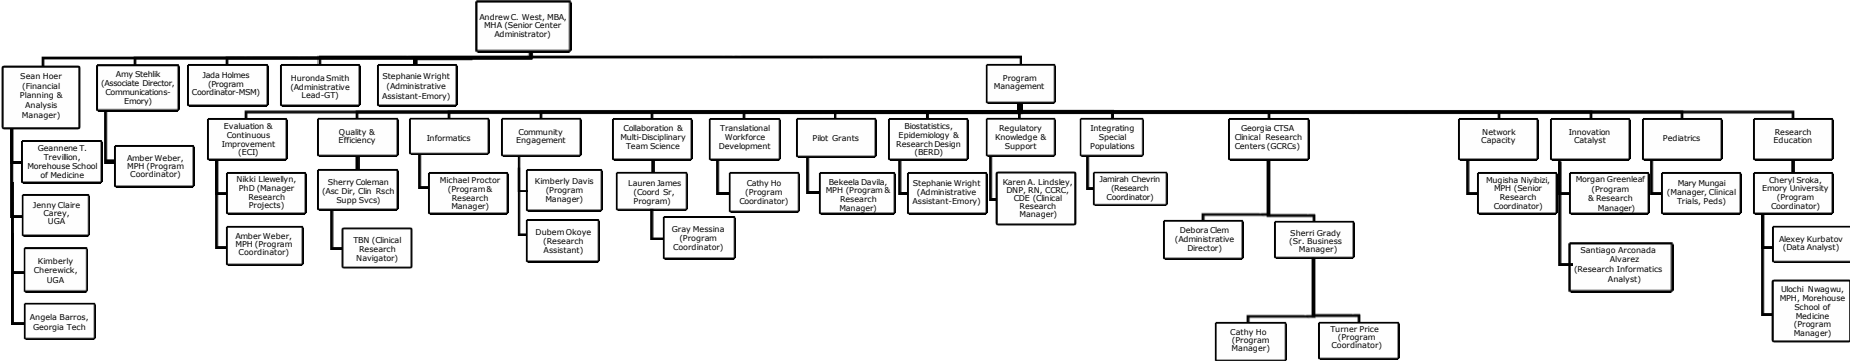 Andrew C. West, MBA,
MHA (Senior Center
Administrator)
Sean Hoer
(Financial
Planning &
Analysis
Manager)
Amy Stehlik
(Associate Director,
Communications-
Emory)
Jada Holmes
(Program
Coordinator-MSM)
Huronda Smith
(Administrative
Lead-GT)
Stephanie Wright
(Administrative
Assistant-Emory)
Program
Management
Geannene T.
Trevillion, Morehouse School
of Medicine
Jenny Claire
Carey,
UGA
Kimberly
Cherewick,
UGA
Angela Barros,
Georgia Tech
Amber Weber,
MPH (Program
Coordinator)
Evaluation &
Continuous
Improvement
(ECI)
Nikki Llewellyn,
PhD (Manager
Research
Projects)
Amber Weber,
MPH (Program
Coordinator)
Quality &
Efficiency
Sherry Coleman
(Asc Dir, Clin Rsch
Supp Svcs)
TBN (Clinical
Research
Navigator)
Informatics
Michael Proctor
(Program &
Research
Manager)
Community
Engagement
Kimberly Davis
(Program
Manager)
Dubem Okoye
(Research
Assistant)
Collaboration &
Multi-Disciplinary
Team Science
Lauren James
(Coord Sr,
Program)
Gray Messina
(Program
Coordinator)
Translational
Workforce
Development
Cathy Ho
(Program
Coordinator)
Pilot Grants
Bekeela Davila,
MPH (Program &
Research
Manager)
Biostatistics,
Epidemiology &
Research Design
(BERD)
Stephanie Wright
(Administrative
Assistant-Emory)
Regulatory
Knowledge &
Support
Karen A. Lindsley,
DNP, RN, CCRC,
CDE (Clinical
Research
Manager)
Integrating
Special
Populations
Jamirah Chevrin
(Research
Coordinator)
Georgia CTSA
Clinical Research
Centers (GCRCs)
Debora Clem
(Administrative
Director)
Sherri Grady
(Sr. Business
Manager)
Cathy Ho
(Program
Manager)
Turner Price
(Program
Coordinator)
Network
Capacity
Mugisha Niyibizi,
MPH (Senior
Research
Coordinator)
Innovation
Catalyst
Morgan Greenleaf
(Program
& Research
Manager)
Santiago Arconada
Alvarez
(Research Informatics
Analyst)
Pediatrics
Mary Mungai
(Manager, Clinical
Trials, Peds)
Research
Education
Cheryl Sroka,
Emory University
(Program
Coordinator)
Alexey Kurbatov
(Data Analyst)
Ulochi Nwagwu,
MPH, Morehouse
School of
Medicine
(Program
Manager)